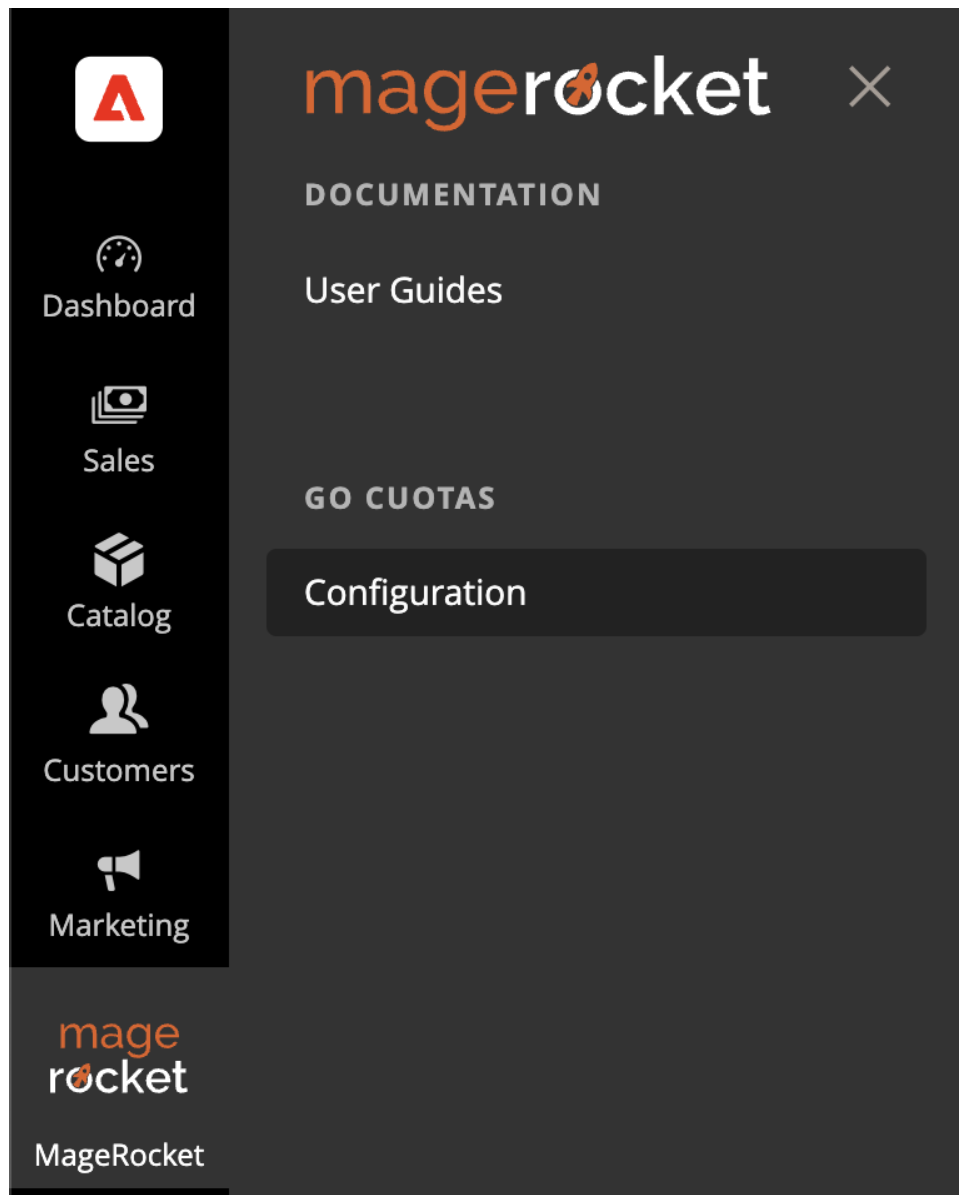 Dashboard
Sales
Catalog
Customers
Marketing
mage
rocket
MageRocket
magerocket
DOCUMENTATION
User Guides
GO CUOTAS
Configuration